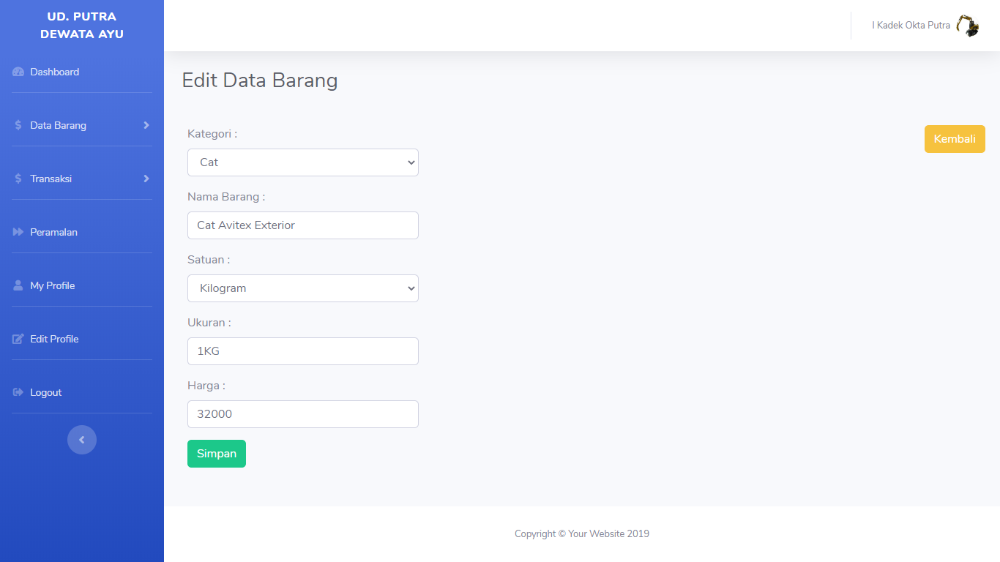 UD. PUTRA
DEWATA AYU
Dashboard
Data Barang
Transaksi
Peramalan
My Profile
Edit Profile
Logout
I Kadek Okta Putra
Edit Data Barang
Kembali
Kategori :
Cat
Nama Barang :
Cat Avitex Exterior
Satuan :
Kilogram
Ukuran :
1KG
Harga :
32000
Simpan
Copyright © Your Website 2019